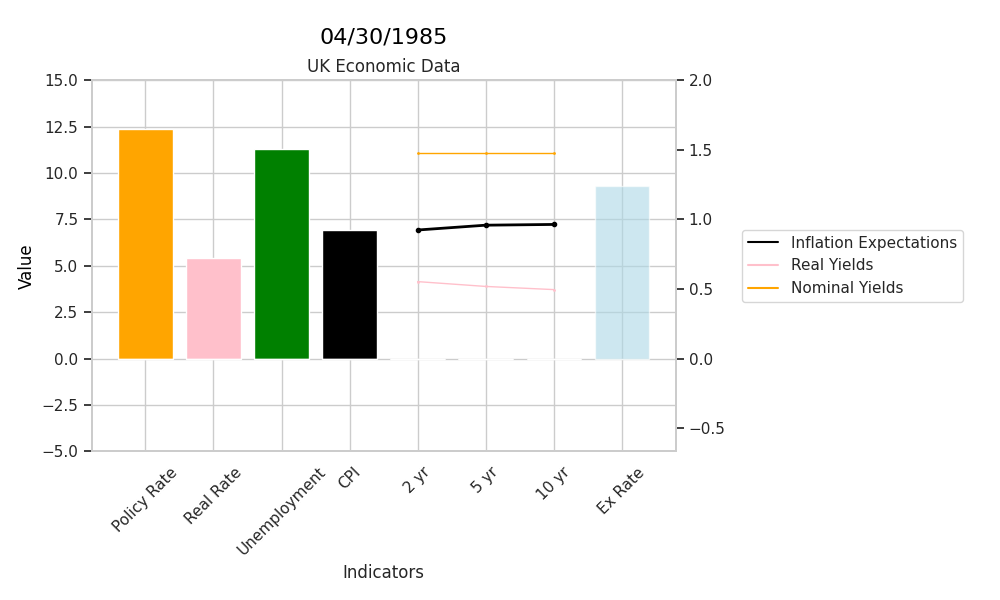 04/30/1985
UK Economic Data
15.0
12.5
10.0
7.5
5.0
2.5
0.0
−2.5
−5.0
Value
2.0
1.5
1.0
0.5
0.0
−0.5
Policy Rate
Real Rate
Unemployment
CPI
2 yr
5 yr
10 yr
Ex Rate
Indicators
Inflation Expectations
Real Yields
Nominal Yields